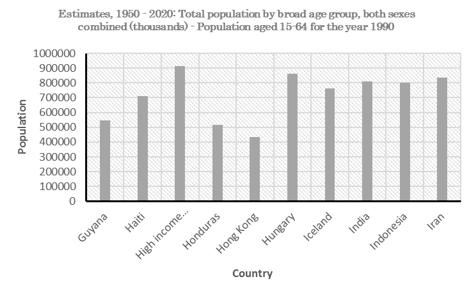 Estimates, 1950 - 2020: Total population by broad age group, both sexes
combined (thousands) - Population aged 15-64 for the year 1990
1000000
900000
800000
700000
600000
500000
400000
300000
200000
100000
0
Population
Guyana
Haiti
High income...
Honduras
Hong Kong
Hungary
Iceland
India
Indonesia
Iran
Country